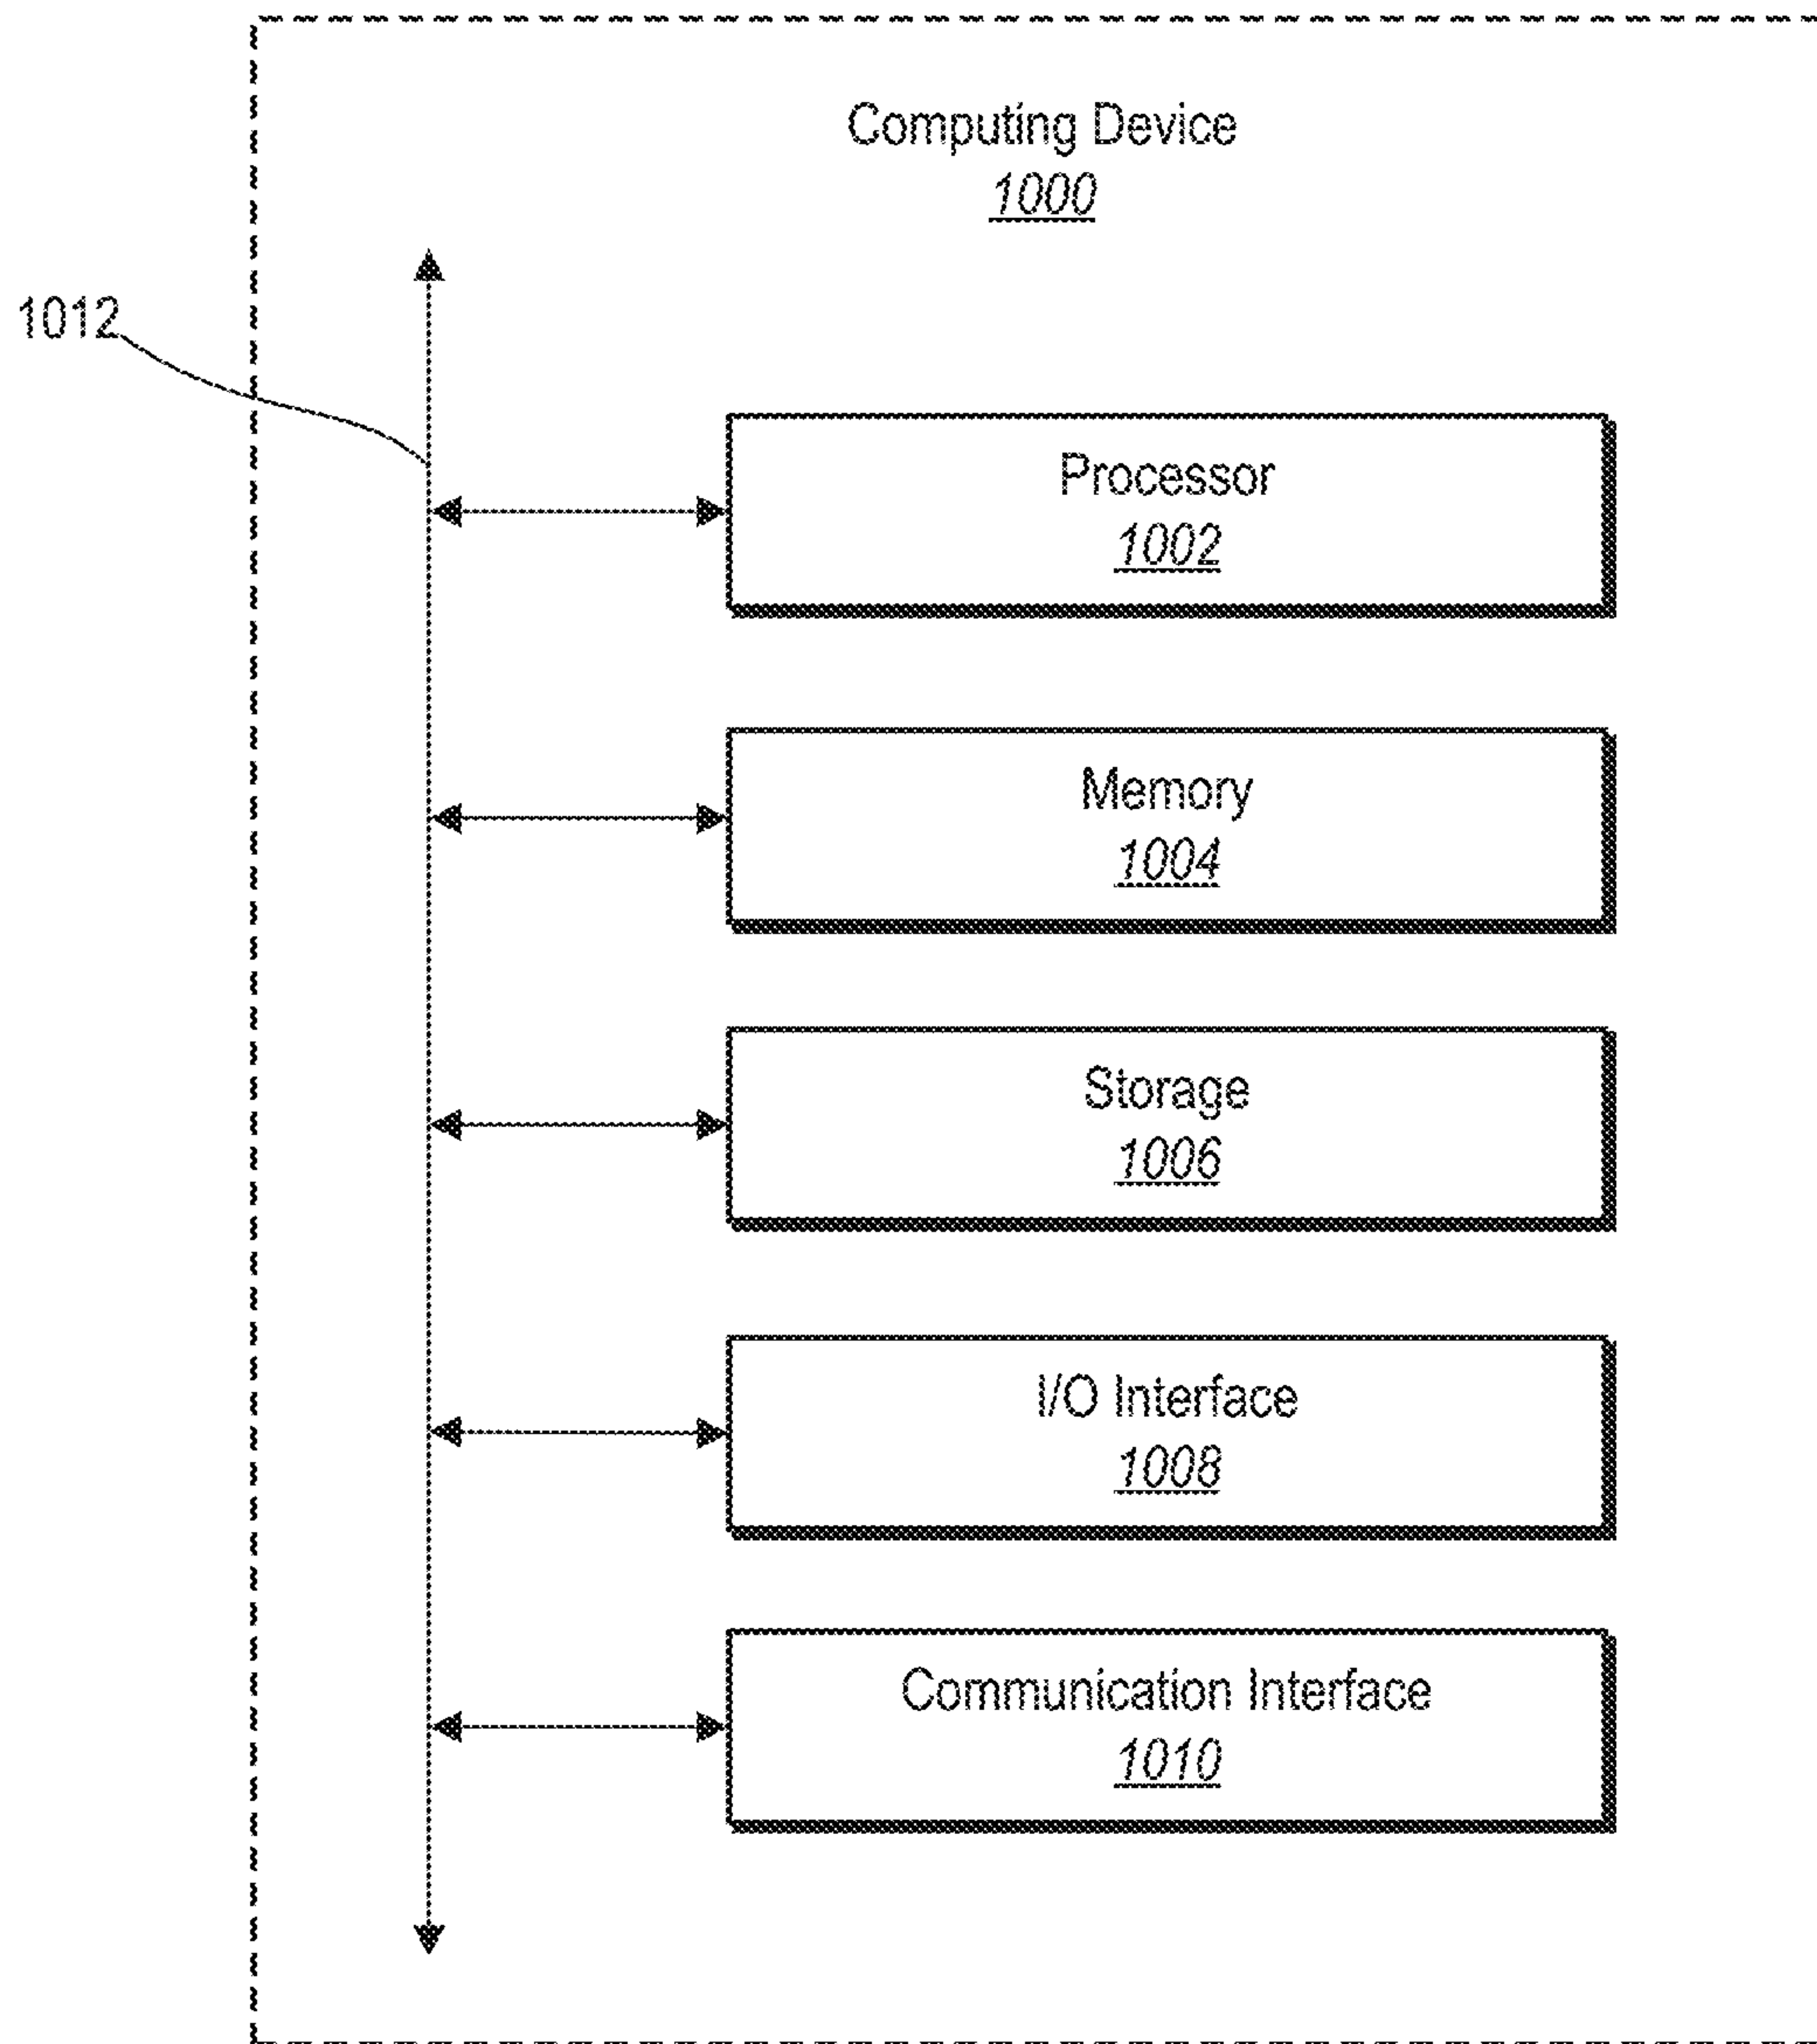 Computing Device
1000
1012
Processor
1002
Memory
1004
Storage
1006
I/O Interface
1008
Communication Interface
1010